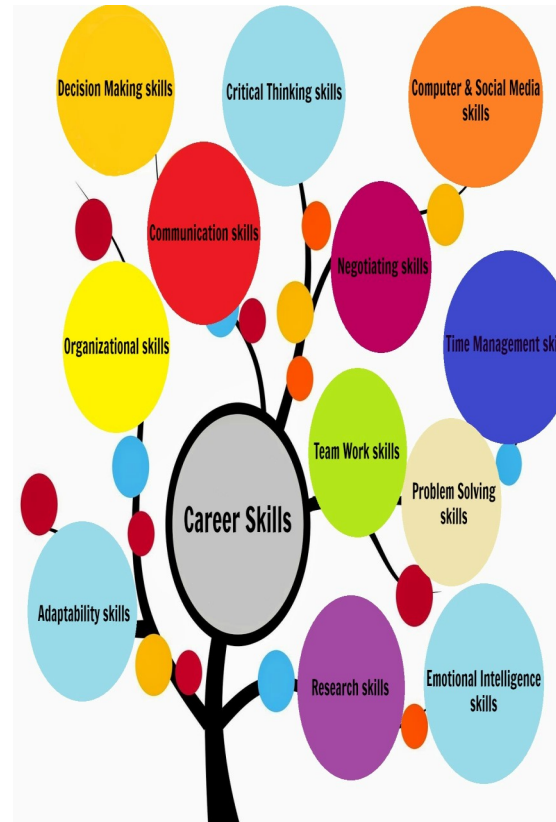 Decision Making skills
Critical Thinking skills
Computer & Social Media
skills
Communication skills
Negotiating skills
Organizational skills
Time Management ski
Team Work skills
Problem Solving
skills
Career Skills
Adaptability skills
Research skills
Emotional Intelligence
skills